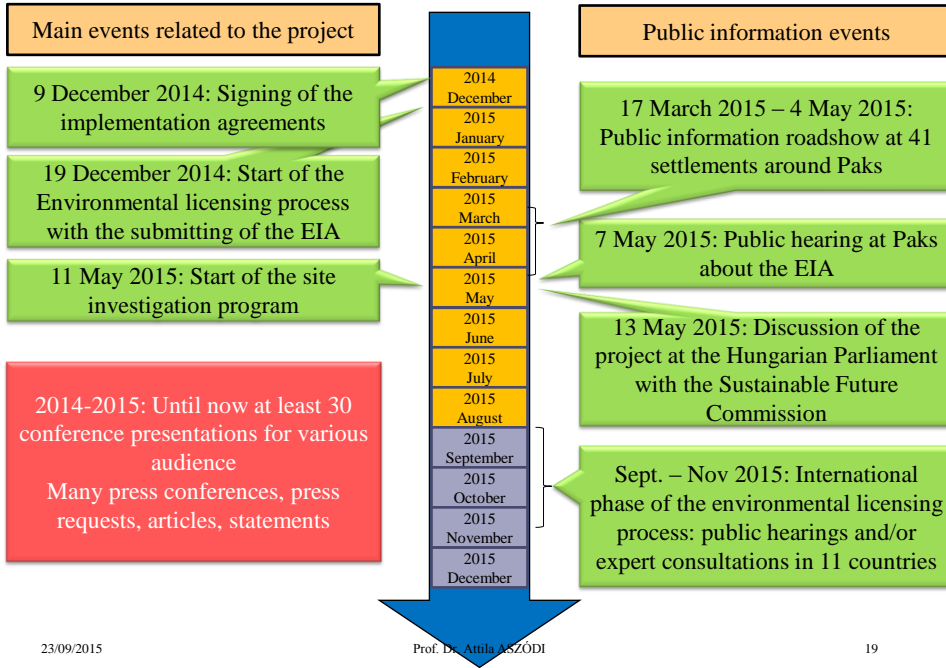 Main events related to the project
9 December 2014: Signing of the
implementation agreements
19 December 2014: Start of the
Environmental licensing process
with the submitting of the EIA
11 May 2015: Start of the site
investigation program
2014-2015: Until now at least 30
conference presentations for various
audience
Many press conferences, press
requests, articles, statements
2014
December
2015
January
2015
February
2015
March
2015
April
2015
May
2015
June
2015
July
2015
August
2015
September
2015
October
2015
November
2015
December
Public information events
17 March 2015 – 4 May 2015:
Public information roadshow at 41
settlements around Paks
7 May 2015: Public hearing at Paks
about the EIA
13 May 2015: Discussion of the
project at the Hungarian Parliament
with the Sustainable Future
Commission
Sept. – Nov 2015: International
phase of the environmental licensing
process: public hearings and/or
expert consultations in 11 countries
23/09/2015
Prof. Dr. Attila ASZÓDI
19